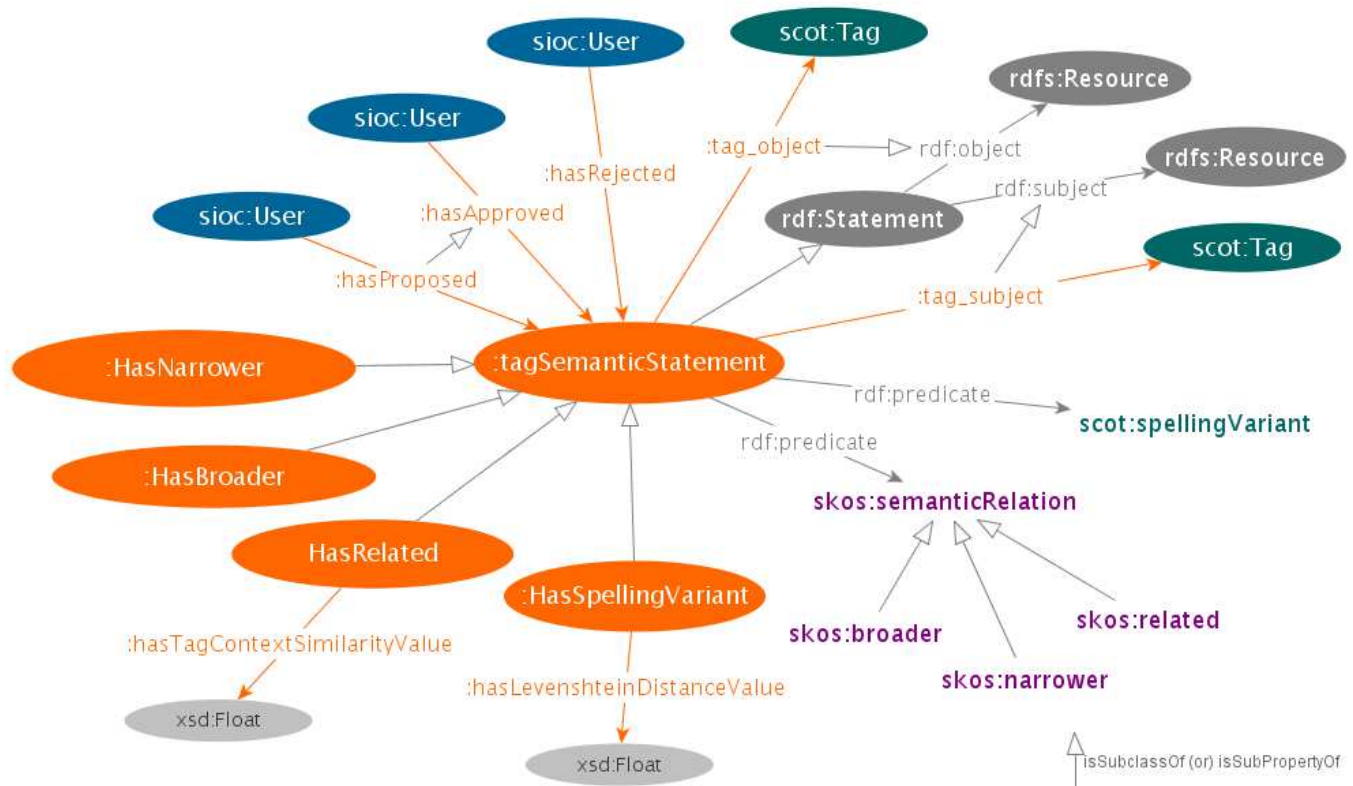 sioc:User
scot:Tag
rdfs:Resource
sioc:User
:tag_object
rdf:object
rdfs:Resource
:hasRejected
rdf:subject
sioc:User
:hasApproved
rdf:Statement
scot:Tag
:hasProposed
:tag_subject
:HasNarrower
:tagSemanticStatement
rdf:predicate
scot:spellingVariant
rdf:predicate
:HasBroader
skos:semanticRelation
HasRelated
:HasSpellingVariant
skos:related
skos:broader
:hasTagContextSimilarityValue
skos:narrower
:hasLevenshteinDistanceValue
xsd:Float
xsd:Float
isSubclassOf (or) isSubPropertyOf